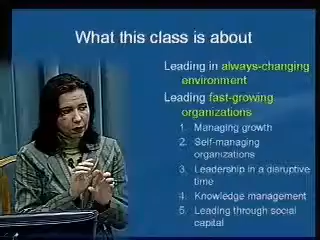 What this class is about
Leading in always-changing
environment
Leading fast-growing
organizations
1. Managing growth
2. Self-managing
organizations
3. Leadership in a disruptive
time
4. Knowledge management
5. Leading through social
capital